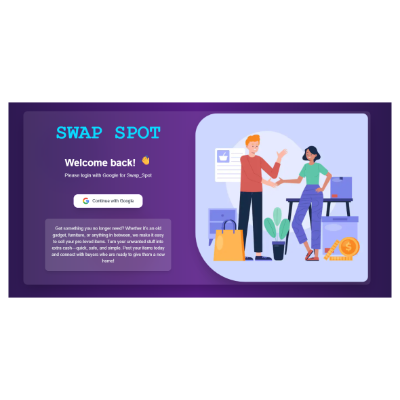 SWAP SPOT
Welcome back! 👋
Please login with Google for Swap_Spot
Continue with Google
Got something you no longer need? Whether it's an old
gadget, furniture, or anything in between, we make it easy
to sell your pre-loved items. Turn your unwanted stuff into
extra cash—quick, safe, and simple. Post your items today
and connect with buyers who are ready to give them a new
home!